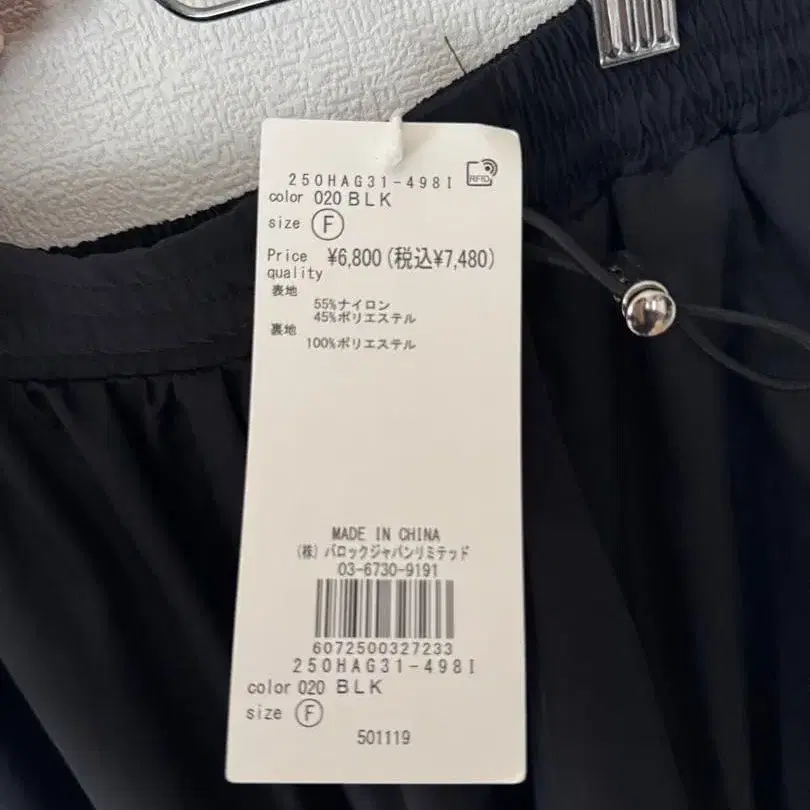 250HAG31-498I
RFID
color 020 BLK
size Ⓕ
Price ¥6,800(税込¥7,480)
quality
表地
55%ナイロン
45%ポリエステル
裏地
100%ポリエステル
MADE IN CHINA
(株)バロックジャパンリミテッド
03-6730-9191
6072500327233
250HAG31-498I
color 020 BLK
size Ⓕ
501119